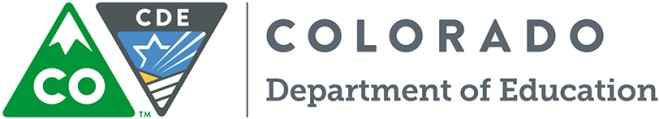 CO
TM
CDE
COLORADO
Department of Education